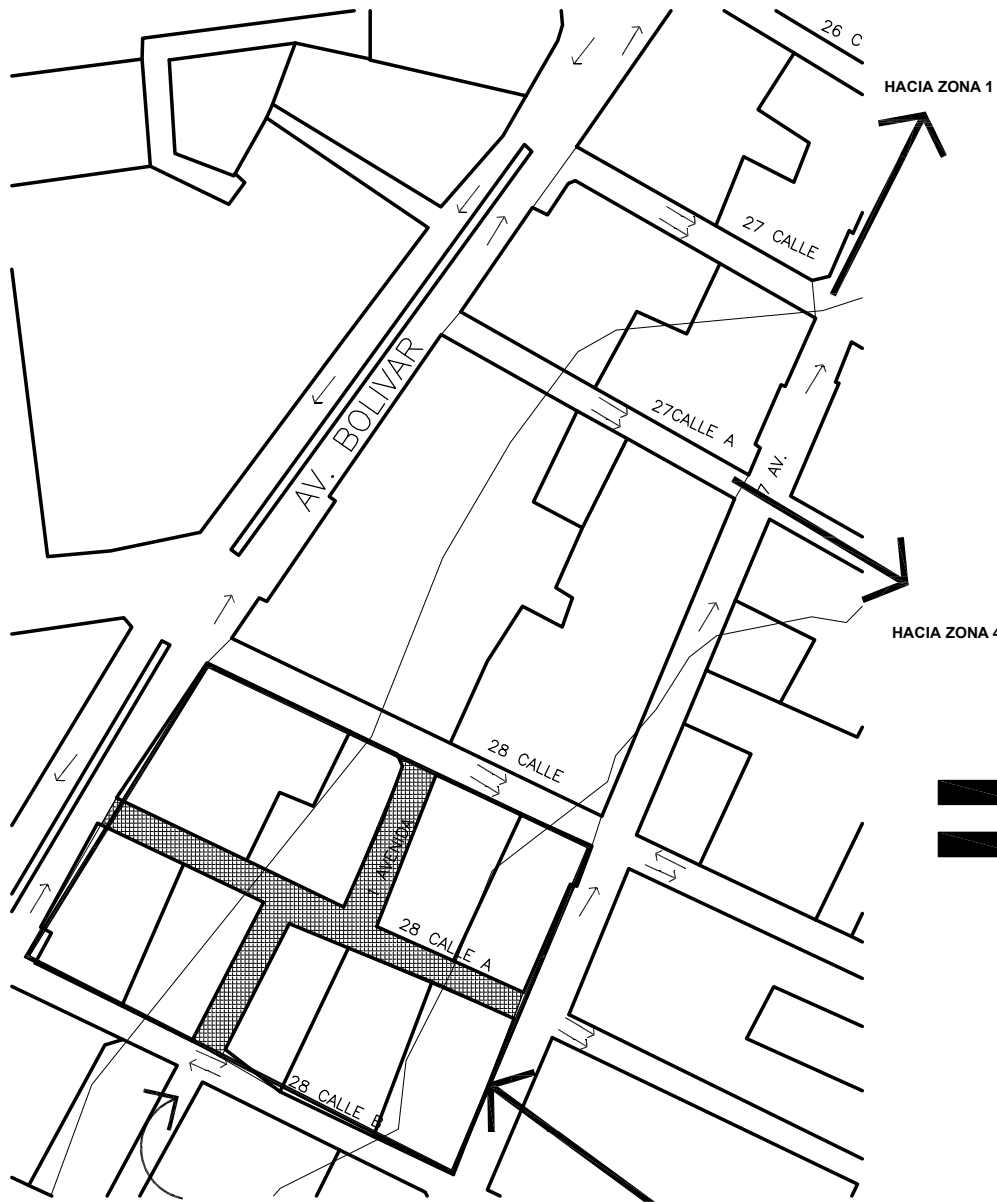 26 C
HACIA ZONA 1
27 CALLE
AV. BOLIVAR
27CALLE A
7 AV.
HACIA ZONA 4
28 CALLE
1 AVENIDA
28 CALLE A
28 CALLE B